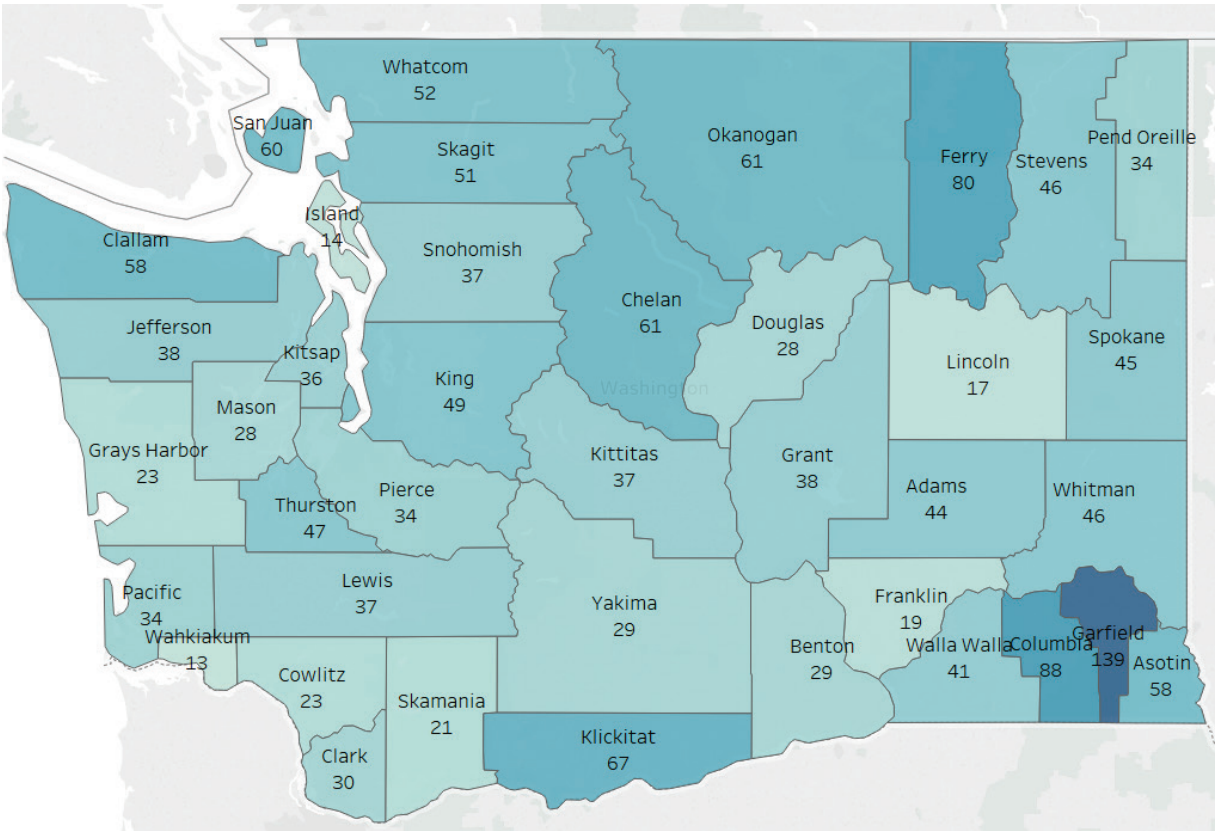 Whatcom
52
San Juan
60
Skagit
51
Okanogan
61
Ferry
80
Stevens
46
Pend Oreille
34
Island
14
Clallam
58
Snohomish
37
Chelan
61
Douglas
28
Jefferson
38
Kitsap
36
King
49
Lincoln
17
Spokane
45
Washington
Mason
28
Grays Harbor
23
Kittitas
37
Grant
38
Thurston
47
Pierce
34
Adams
44
Whitman
46
Pacific
34
Lewis
37
Yakima
29
Franklin
19
Wahkiakum
13
Benton
29
Walla Walla
41
Columbia
88
Garfield
139
Asotin
58
Cowlitz
23
Skamania
21
Clark
30
Klickitat
67